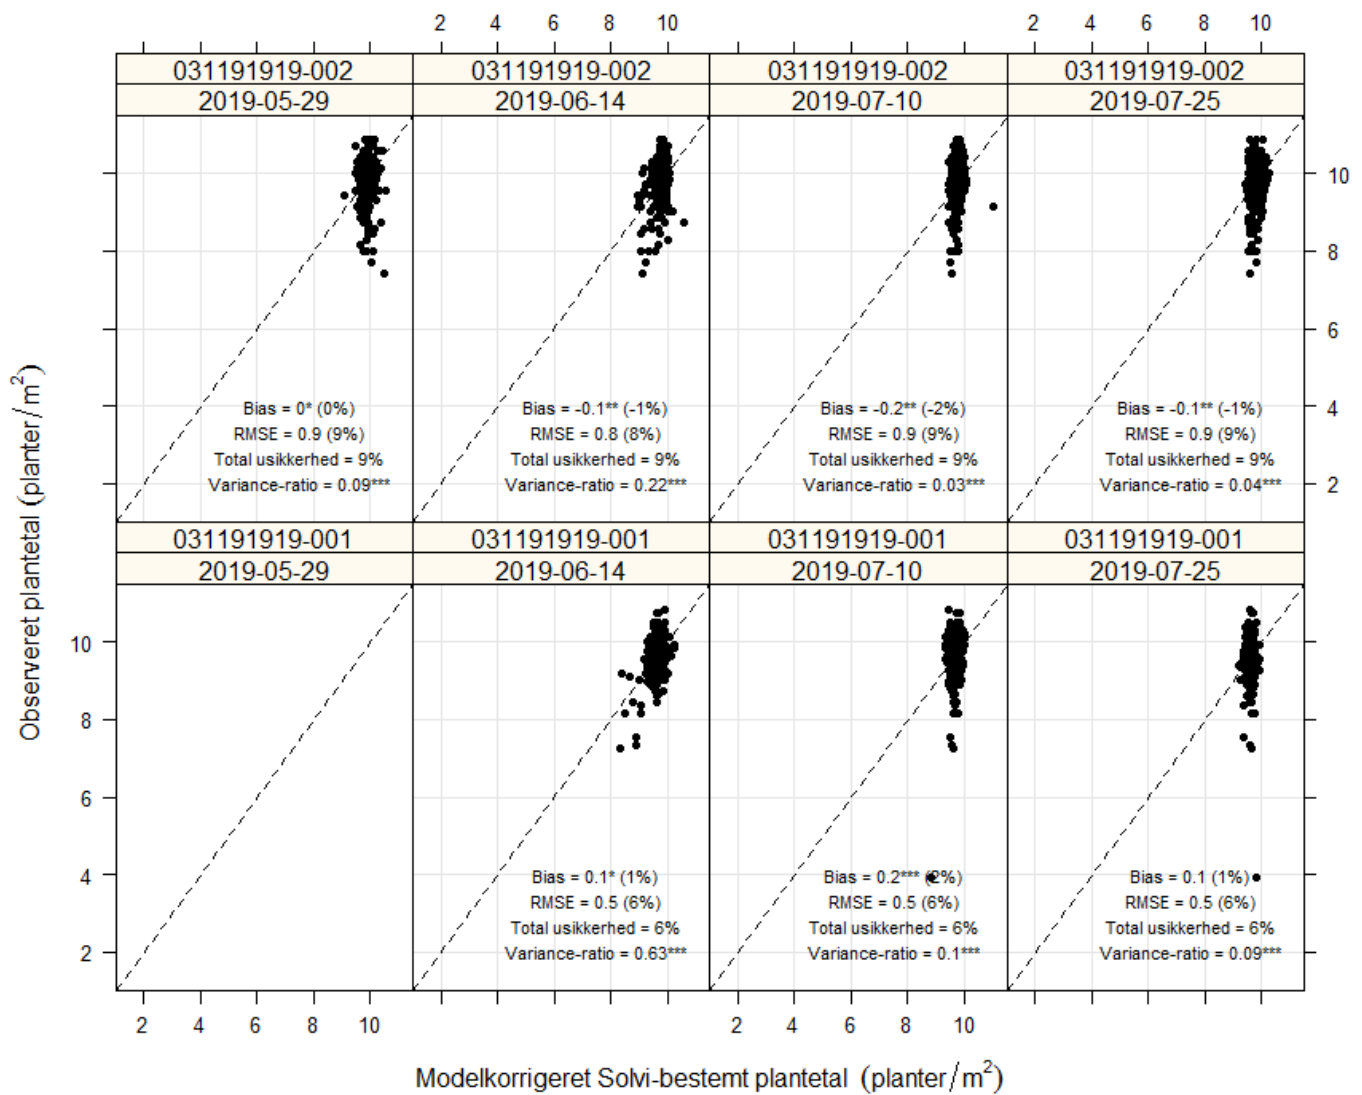 2 4 6 8 10 2 4 6 8 10
031191919-002 031191919-002 031191919-002 031191919-002
2019-05-29 2019-06-14 2019-07-10 2019-07-25
10
8
6
4
2
Bias = 0* (0%)
RMSE = 0.9 (9%)
Total usikkerhed = 9%
Variance-ratio = 0.09***
Bias = -0.1** (-1%)
RMSE = 0.8 (8%)
Total usikkerhed = 9%
Variance-ratio = 0.22***
Bias = -0.2** (-2%)
RMSE = 0.9 (9%)
Total usikkerhed = 9%
Variance-ratio = 0.03***
Bias = -0.1** (-1%)
RMSE = 0.9 (9%)
Total usikkerhed = 9%
Variance-ratio = 0.04***
031191919-001 031191919-001 031191919-001 031191919-001
2019-05-29 2019-06-14 2019-07-10 2019-07-25
10
8
6
4
2
Bias = 0.1* (1%)
RMSE = 0.5 (6%)
Total usikkerhed = 6%
Variance-ratio = 0.63***
Bias = 0.2*** (2%)
RMSE = 0.5 (6%)
Total usikkerhed = 6%
Variance-ratio = 0.1***
Bias = 0.1 (1%)
RMSE = 0.5 (6%)
Total usikkerhed = 6%
Variance-ratio = 0.09***
2 4 6 8 10 2 4 6 8 10
Observeret plantetal (planter/m²)
Modelkorrigeret Solvi-bestemt plantetal (planter/m²)